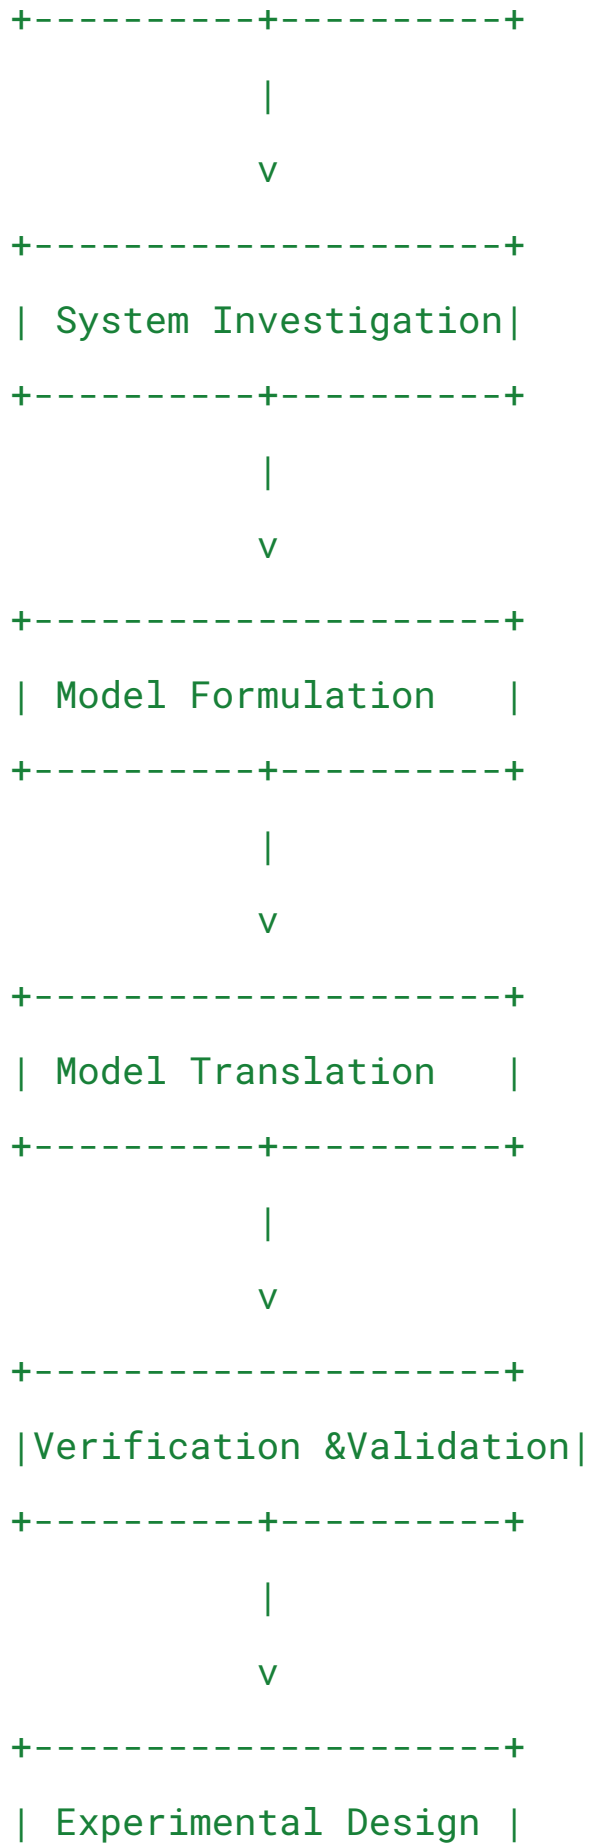 +----------+----------+
           |
           v
+---------------------+
| System Investigation|
+----------+----------+
           |
           v
+---------------------+
| Model Formulation   |
+----------+----------+
           |
           v
+---------------------+
| Model Translation   |
+----------+----------+
           |
           v
+---------------------+
|Verification &Validation|
+----------+----------+
           |
           v
+---------------------+
| Experimental Design |